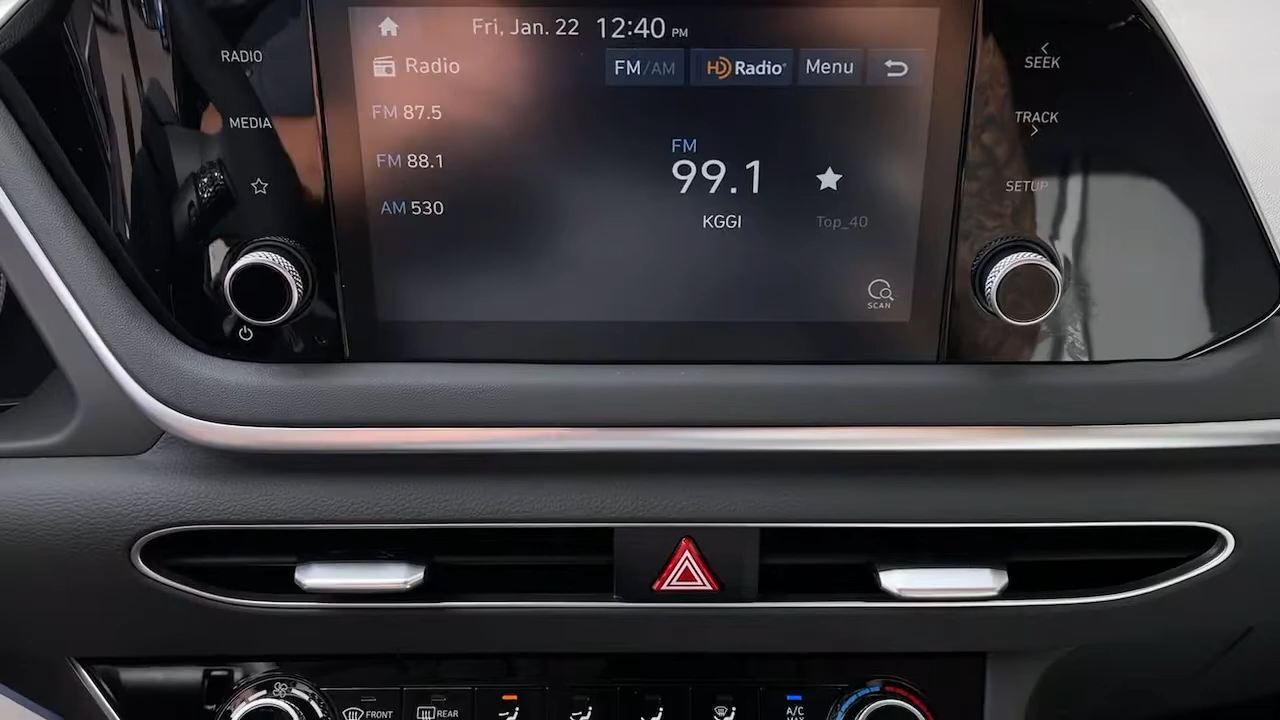 Fri, Jan. 22 12:40 PM
RADIO
Radio
FM/AM
HD Radio
Menu
SEEK
MEDIA
FM 87.5
TRACK
FM 88.1
FM
99.1
AM 530
SETUP
KGGI
Top_40
SCAN
FRONT
REAR
A/C
MAX